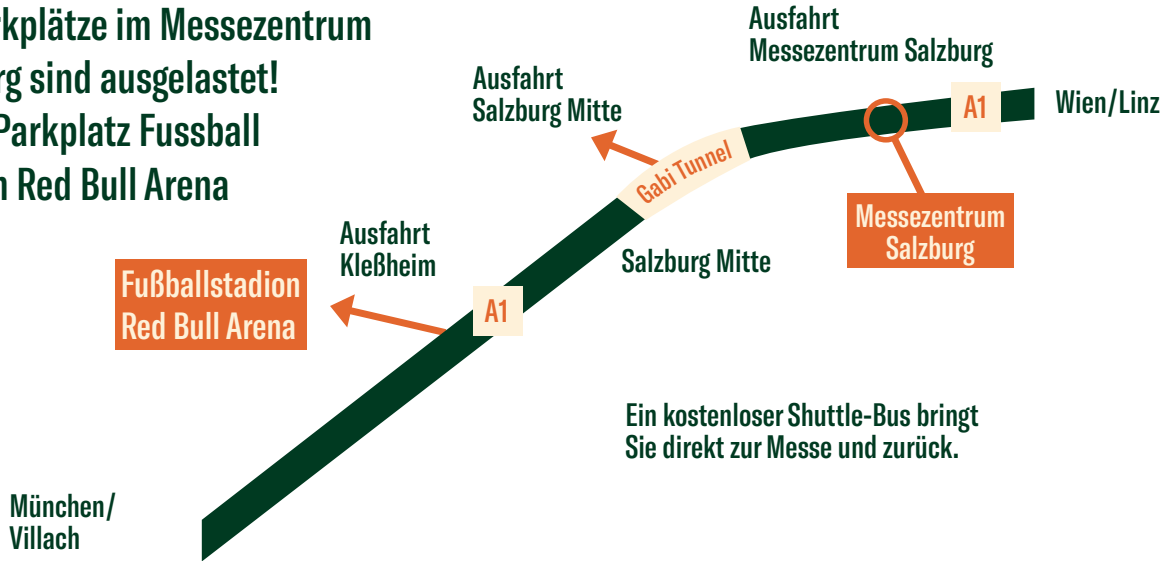 rkplätze im Messezentrum
rg sind ausgelastet!
Parkplatz Fussball
n Red Bull Arena
Ausfahrt
Messezentrum Salzburg
Ausfahrt
Salzburg Mitte
A1
Wien/Linz
Gabi Tunnel
Messezentrum
Salzburg
Ausfahrt
Kleßheim
Salzburg Mitte
Fußballstadion
Red Bull Arena
A1
Ein kostenloser Shuttle-Bus bringt
Sie direkt zur Messe und zurück.
München/
Villach